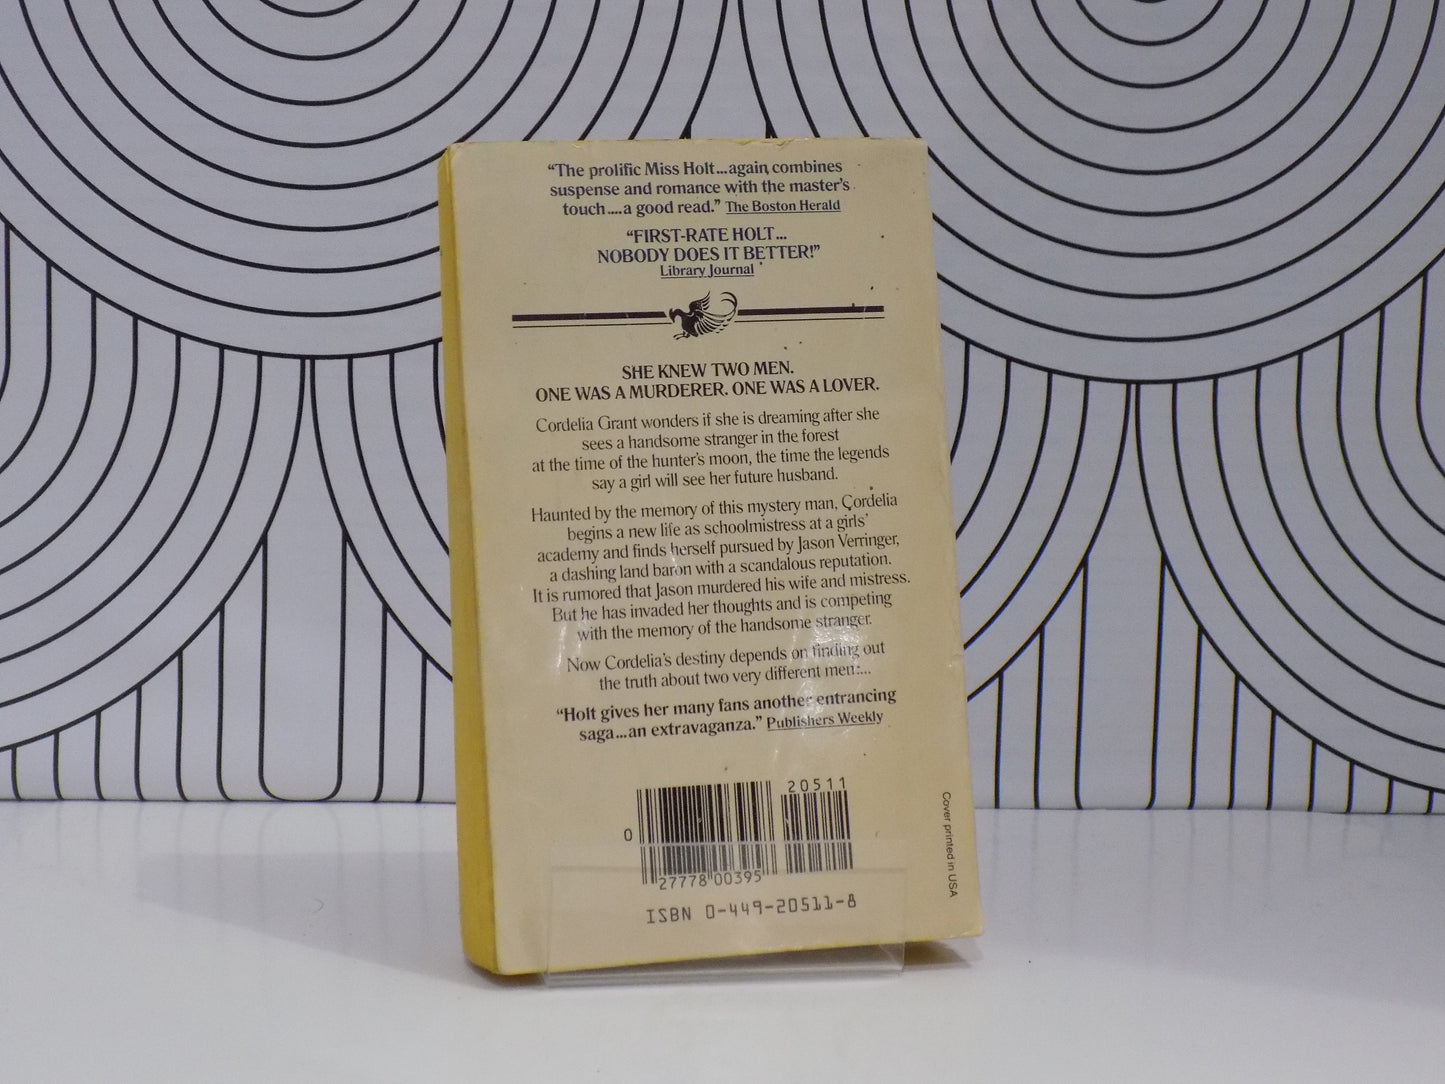 “The prolific Miss Holt...again combines
suspense and romance with the master's
touch....a good read.” The Boston Herald
“FIRST-RATE HOLT...
NOBODY DOES IT BETTER!”
Library Journal
SHE KNEW TWO MEN.
ONE WAS A MURDERER. ONE WAS A LOVER.
Cordelia Grant wonders if she is dreaming after she
sees a handsome stranger in the forest
at the time of the hunter's moon, the time the legends
say a girl will see her future husband.
Haunted by the memory of this mystery man, Cordelia
begins a new life as schoolmistress at a girls'
academy and finds herself pursued by Jason Verringer,
a dashing land baron with a scandalous reputation.
It is rumored that Jason murdered his wife and mistress.
But he has invaded her thoughts and is competing
with the memory of the handsome stranger.
Now Cordelia's destiny depends on finding out
the truth about two very different men....
“Holt gives her many fans another entrancing
saga...an extravaganza.” Publishers Weekly
20511
0
27778 00395
ISBN 0-449-20511-8
Cover printed in USA